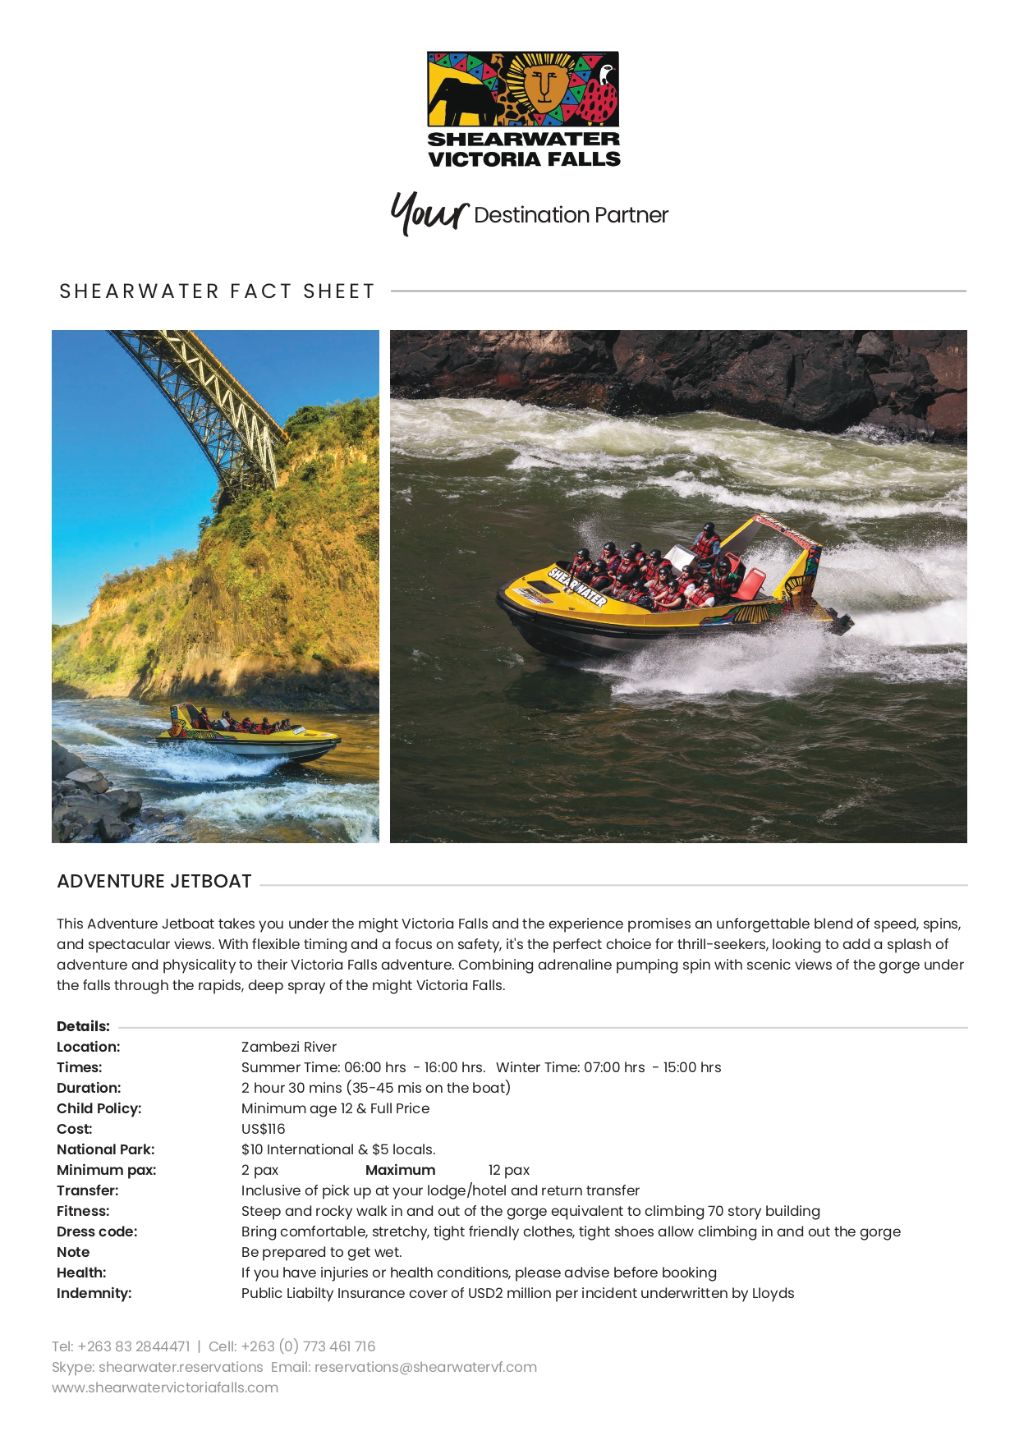 SHEARWATER
VICTORIA FALLS
Your Destination Partner
SHEARWATER FACT SHEET
SHEARWATER
ADVENTURE JETBOAT
This Adventure Jetboat takes you under the might Victoria Falls and the experience promises an unforgettable blend of speed, spins,
and spectacular views. With flexible timing and a focus on safety, it's the perfect choice for thrill-seekers, looking to add a splash of
adventure and physicality to their Victoria Falls adventure. Combining adrenaline pumping spin with scenic views of the gorge under
the falls through the rapids, deep spray of the might Victoria Falls.
Details:
Location: Zambezi River
Times: Summer Time: 06:00 hrs - 16:00 hrs. Winter Time: 07:00 hrs - 15:00 hrs
Duration: 2 hour 30 mins (35-45 mis on the boat)
Child Policy: Minimum age 12 & Full Price
Cost: US$116
National Park: $10 International & $5 locals.
Minimum pax: 2 pax Maximum 12 pax
Transfer: Inclusive of pick up at your lodge/hotel and return transfer
Fitness: Steep and rocky walk in and out of the gorge equivalent to climbing 70 story building
Dress code: Bring comfortable, stretchy, tight friendly clothes, tight shoes allow climbing in and out the gorge
Note Be prepared to get wet.
Health: If you have injuries or health conditions, please advise before booking
Indemnity: Public Liabilty Insurance cover of USD2 million per incident underwritten by Lloyds
Tel: +263 83 2844471 | Cell: +263 (0) 773 461 716
Skype: shearwater.reservations Email: reservations@shearwatervf.com
www.shearwatervictoriafalls.com